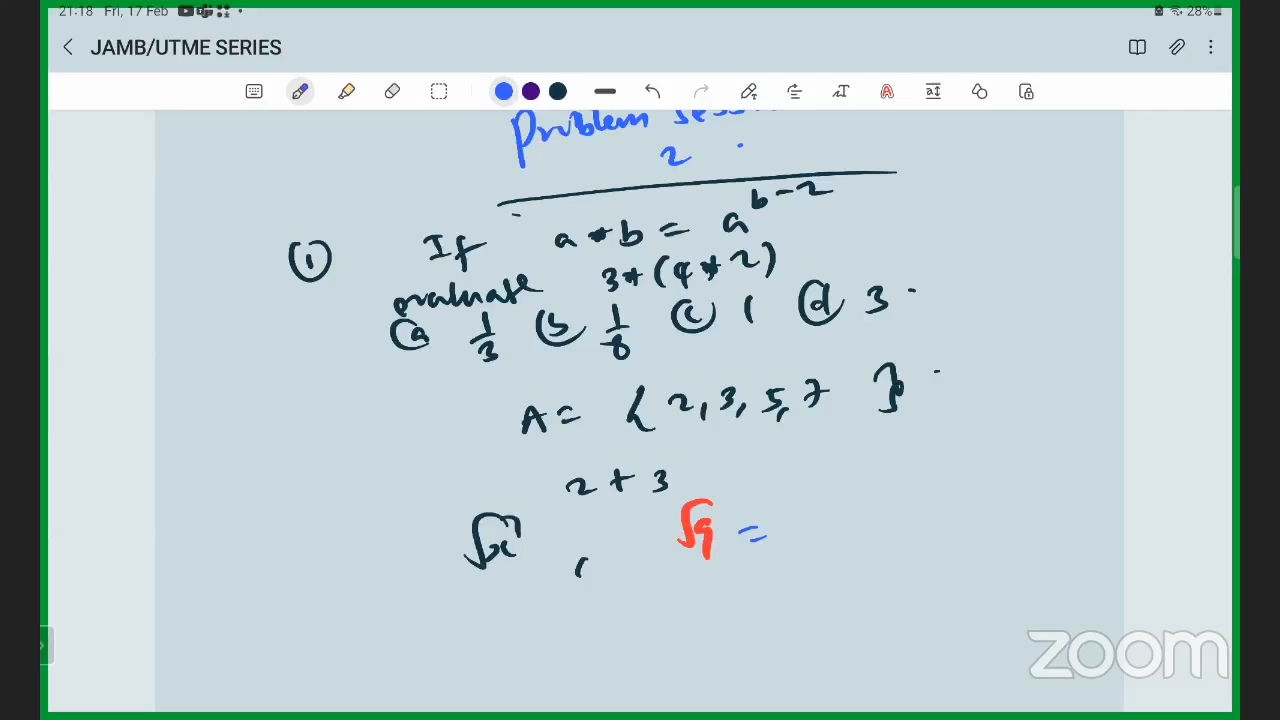 21:18 Fri, 17 Feb
28%
JAMB/UTME SERIES
Problem
2
① If a * b = a^{b-2}
evaluate 3*(4*2)
ⓐ 1/3 ⓑ 1/8 ⓒ 1 ⓓ 3
A = { 2, 3, 5, 7 }
2 + 3
√x , √9 =
zoom